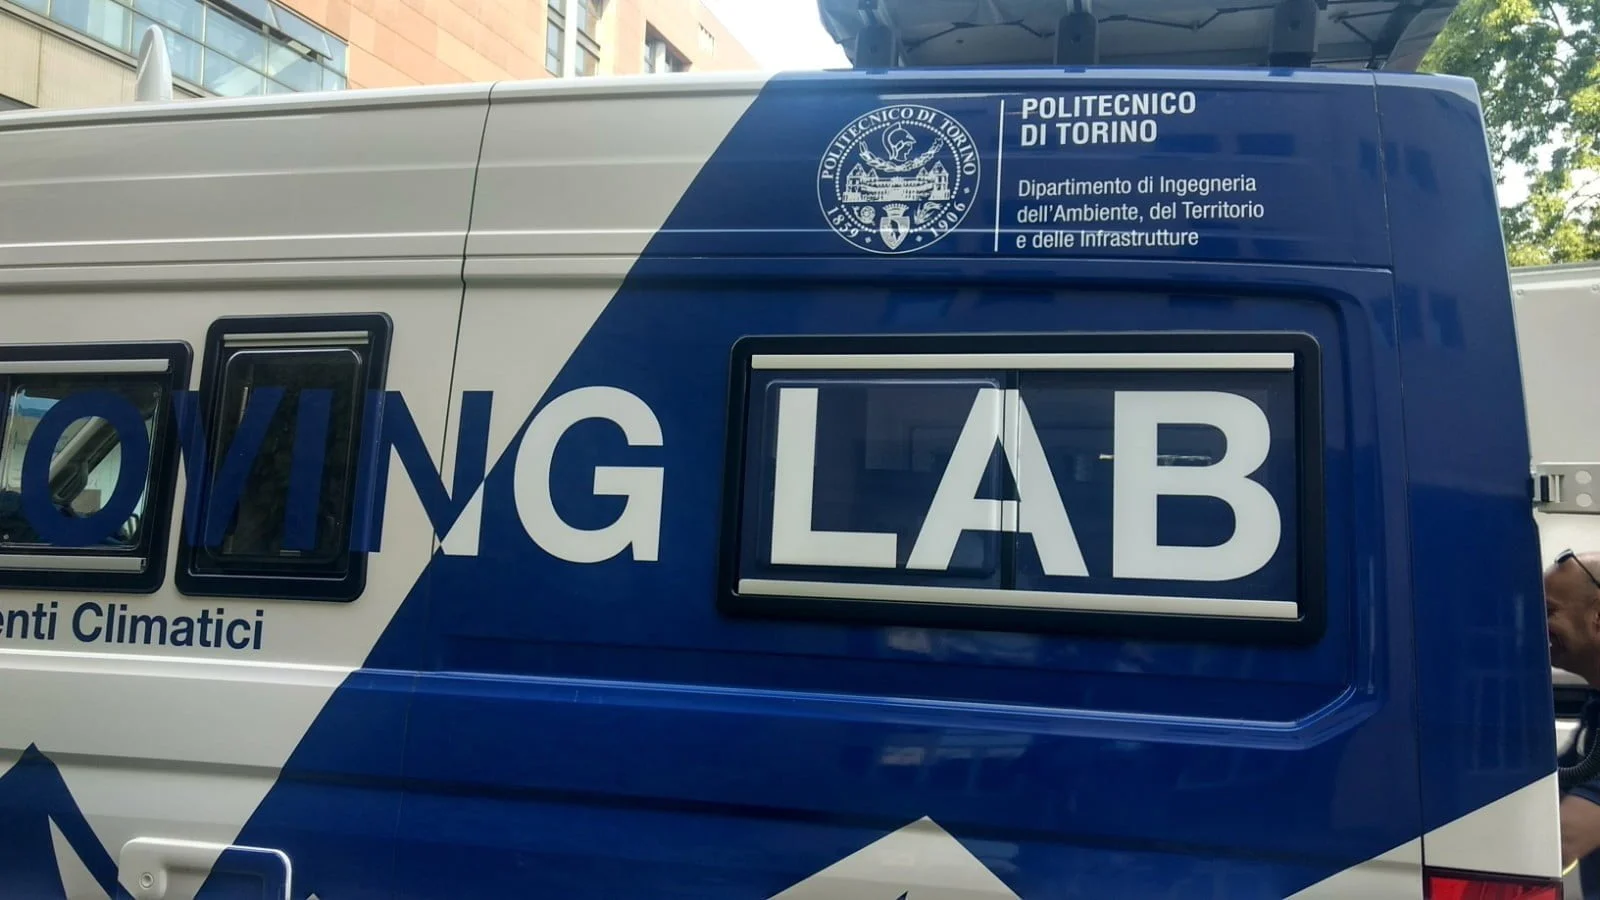 POLITECNICO DI TORINO
1859 • 1906
POLITECNICO
DI TORINO
Dipartimento di Ingegneria
dell'Ambiente, del Territorio
e delle Infrastrutture
OVING LAB
enti Climatici